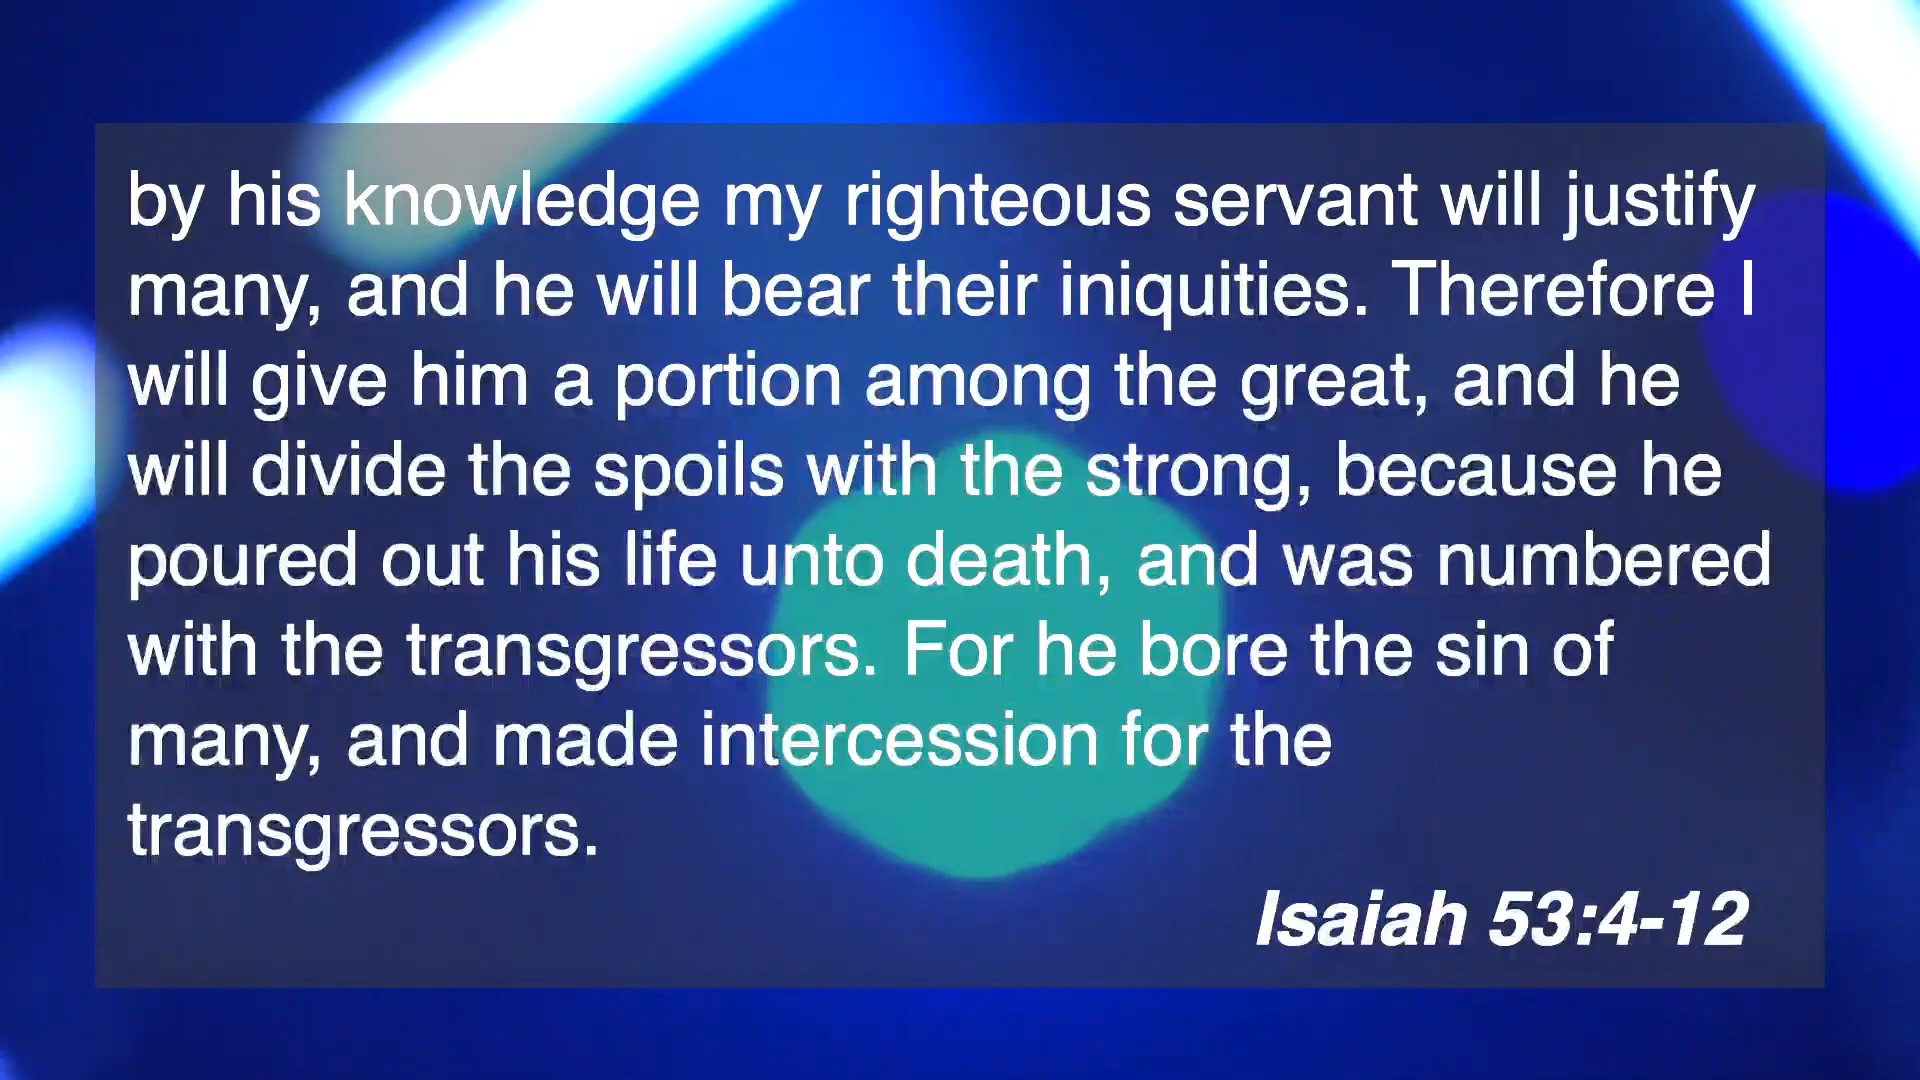 by his knowledge my righteous servant will justify
many, and he will bear their iniquities. Therefore I
will give him a portion among the great, and he
will divide the spoils with the strong, because he
poured out his life unto death, and was numbered
with the transgressors. For he bore the sin of
many, and made intercession for the
transgressors.
Isaiah 53:4-12